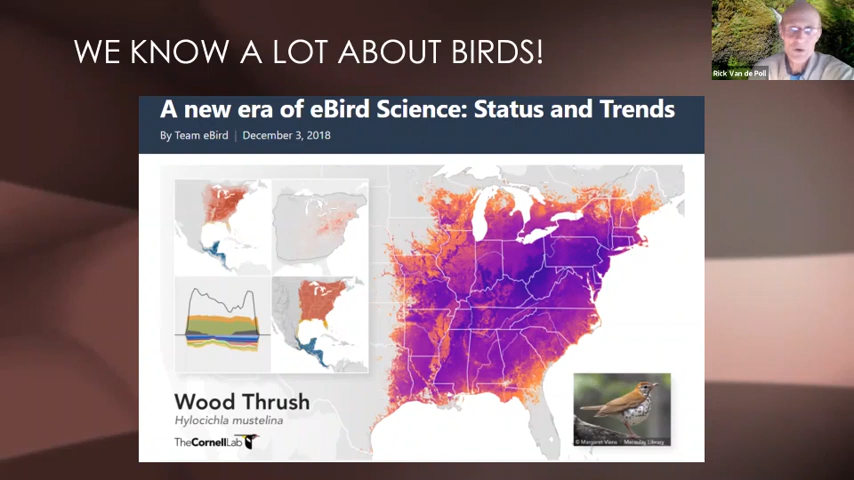 WE KNOW A LOT ABOUT BIRDS!
Rick Van de Poll
A new era of eBird Science: Status and Trends
By Team eBird | December 3, 2018
Wood Thrush
Hylocichla mustelina
TheCornellLab
© Margaret Viens | Macaulay Library